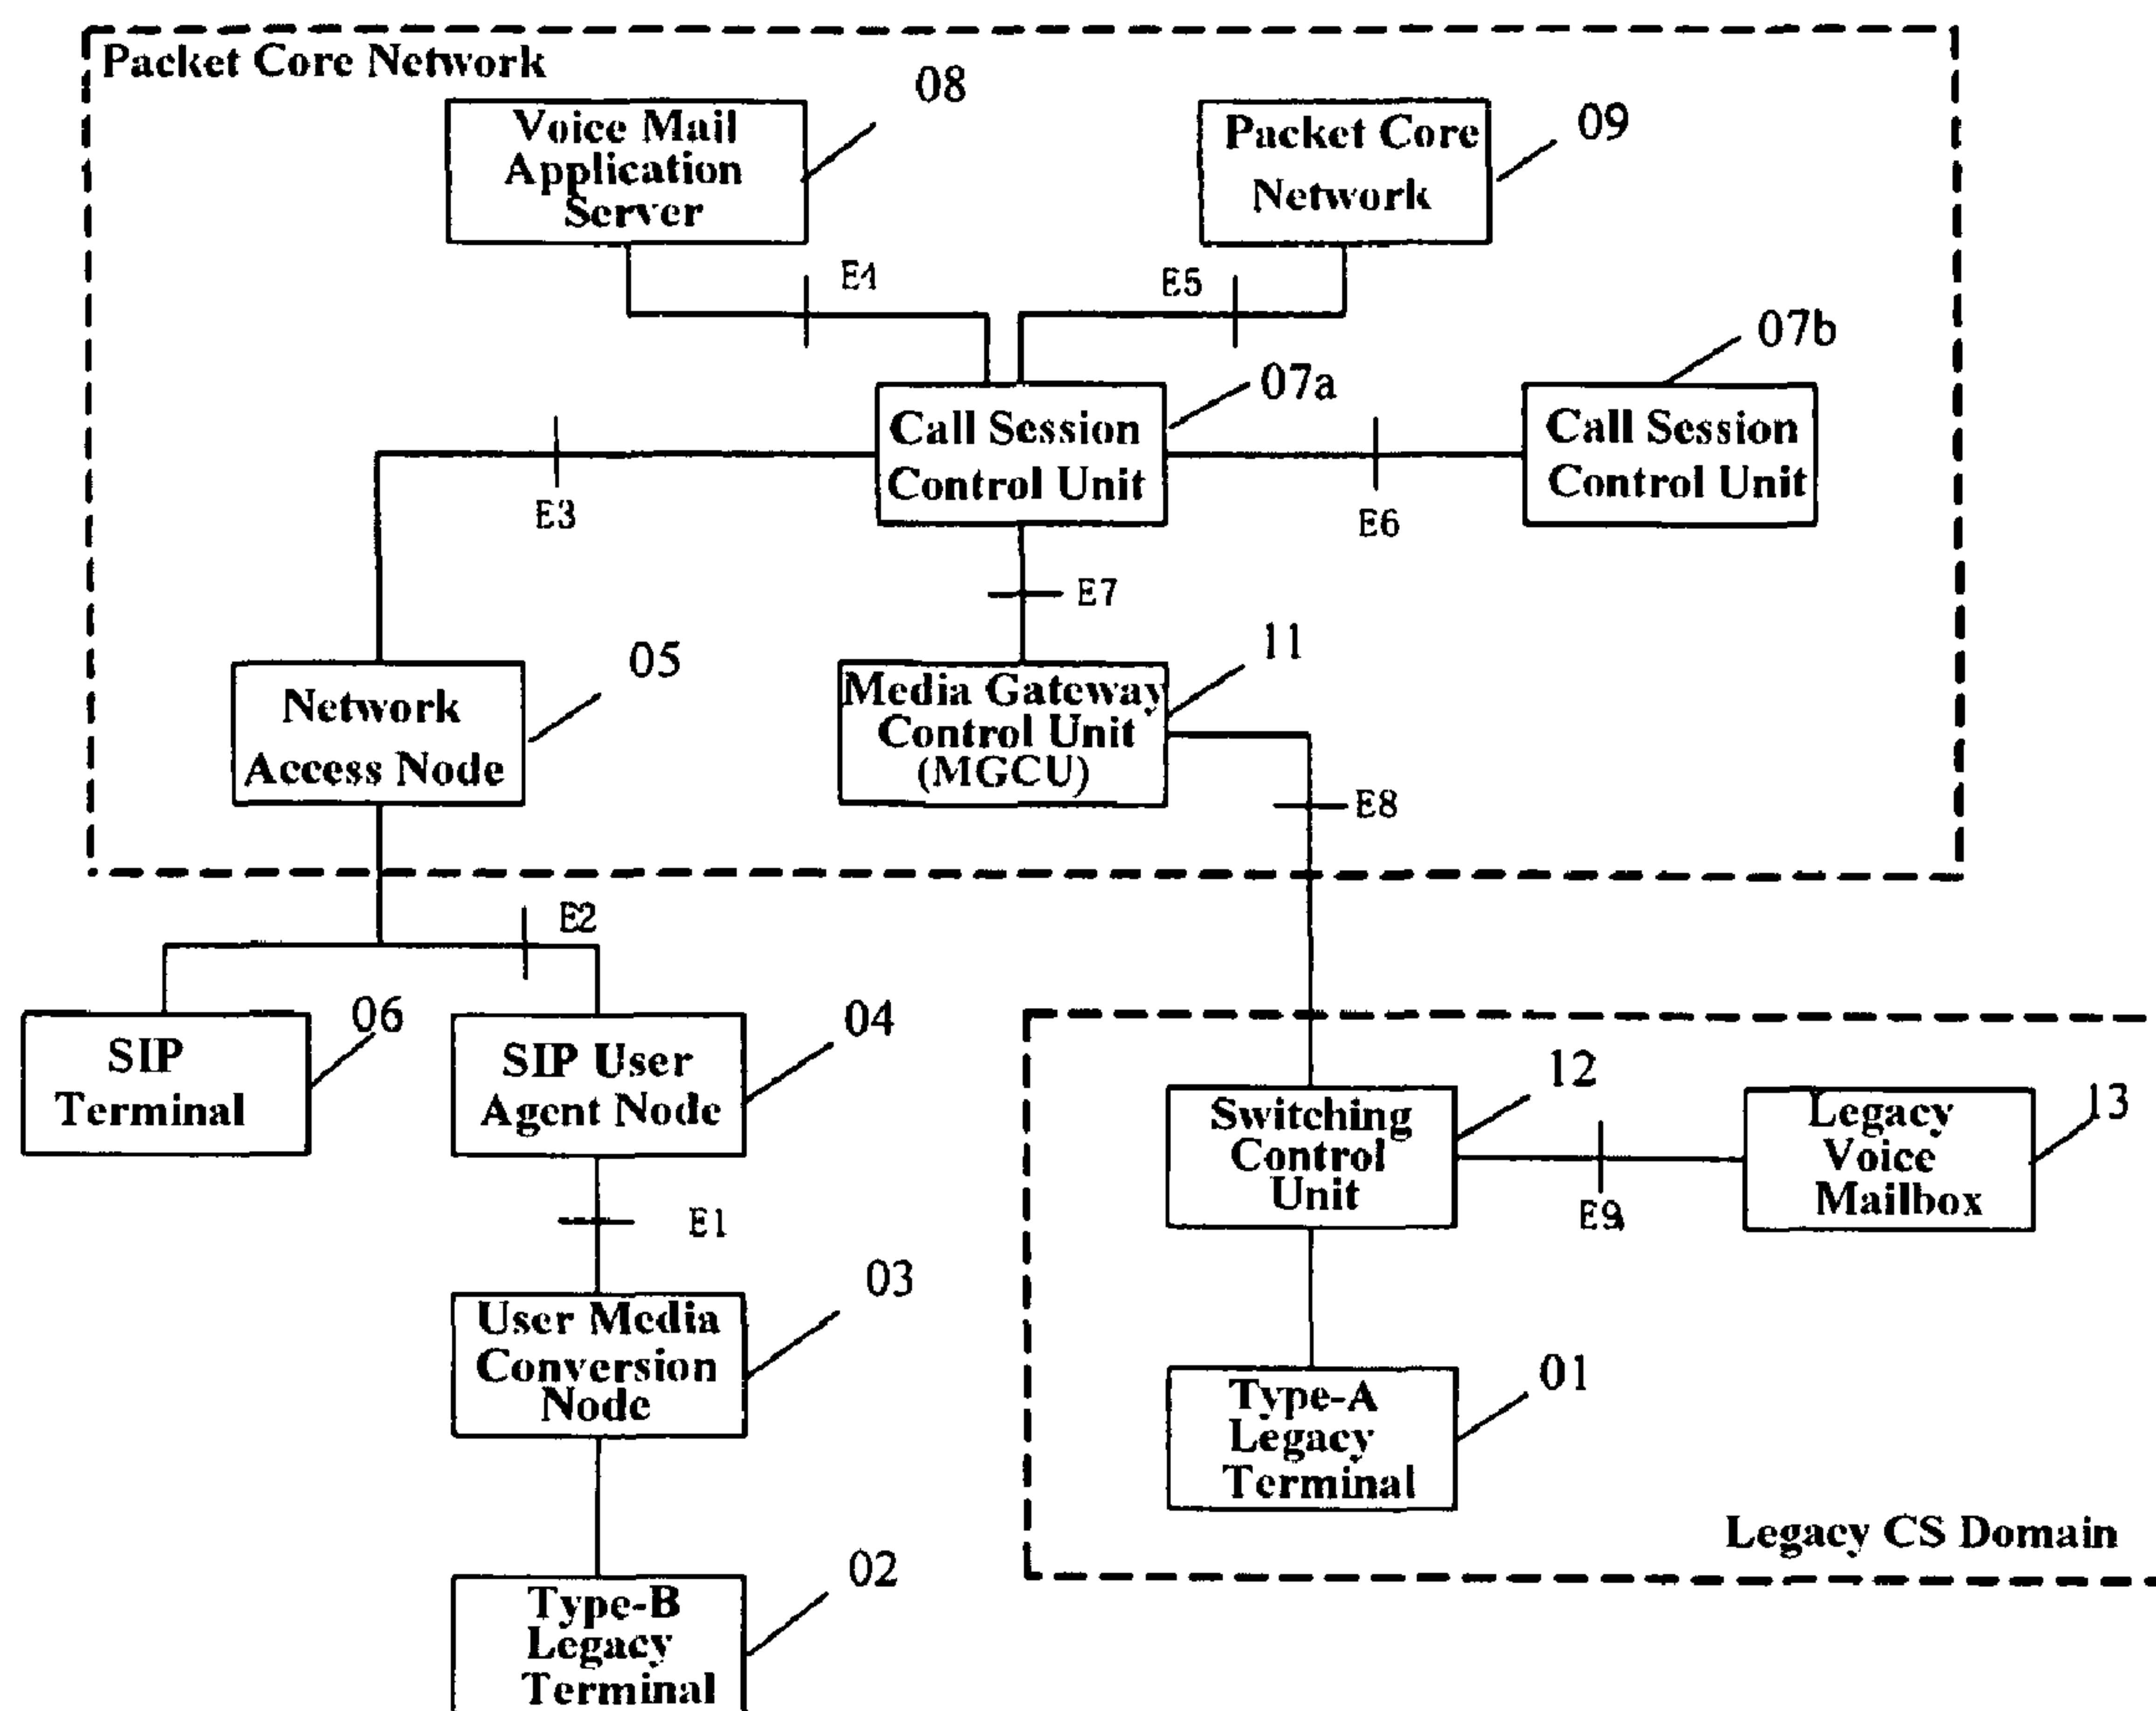 Packet Core Network
08
Voice Mail
Application
Server
Packet Core
Network
09
E4
E5
07b
07a
Call Session
Control Unit
Call Session
Control Unit
E3
E6
E7
05
11
Network
Access Node
Media Gateway
Control Unit
(MGCU)
E8
E2
06
04
SIP
Terminal
SIP User
Agent Node
12
13
Switching
Control
Unit
Legacy
Voice
Mailbox
E9
E1
03
User Media
Conversion
Node
01
Type-A
Legacy
Terminal
Legacy CS Domain
02
Type-B
Legacy
Terminal